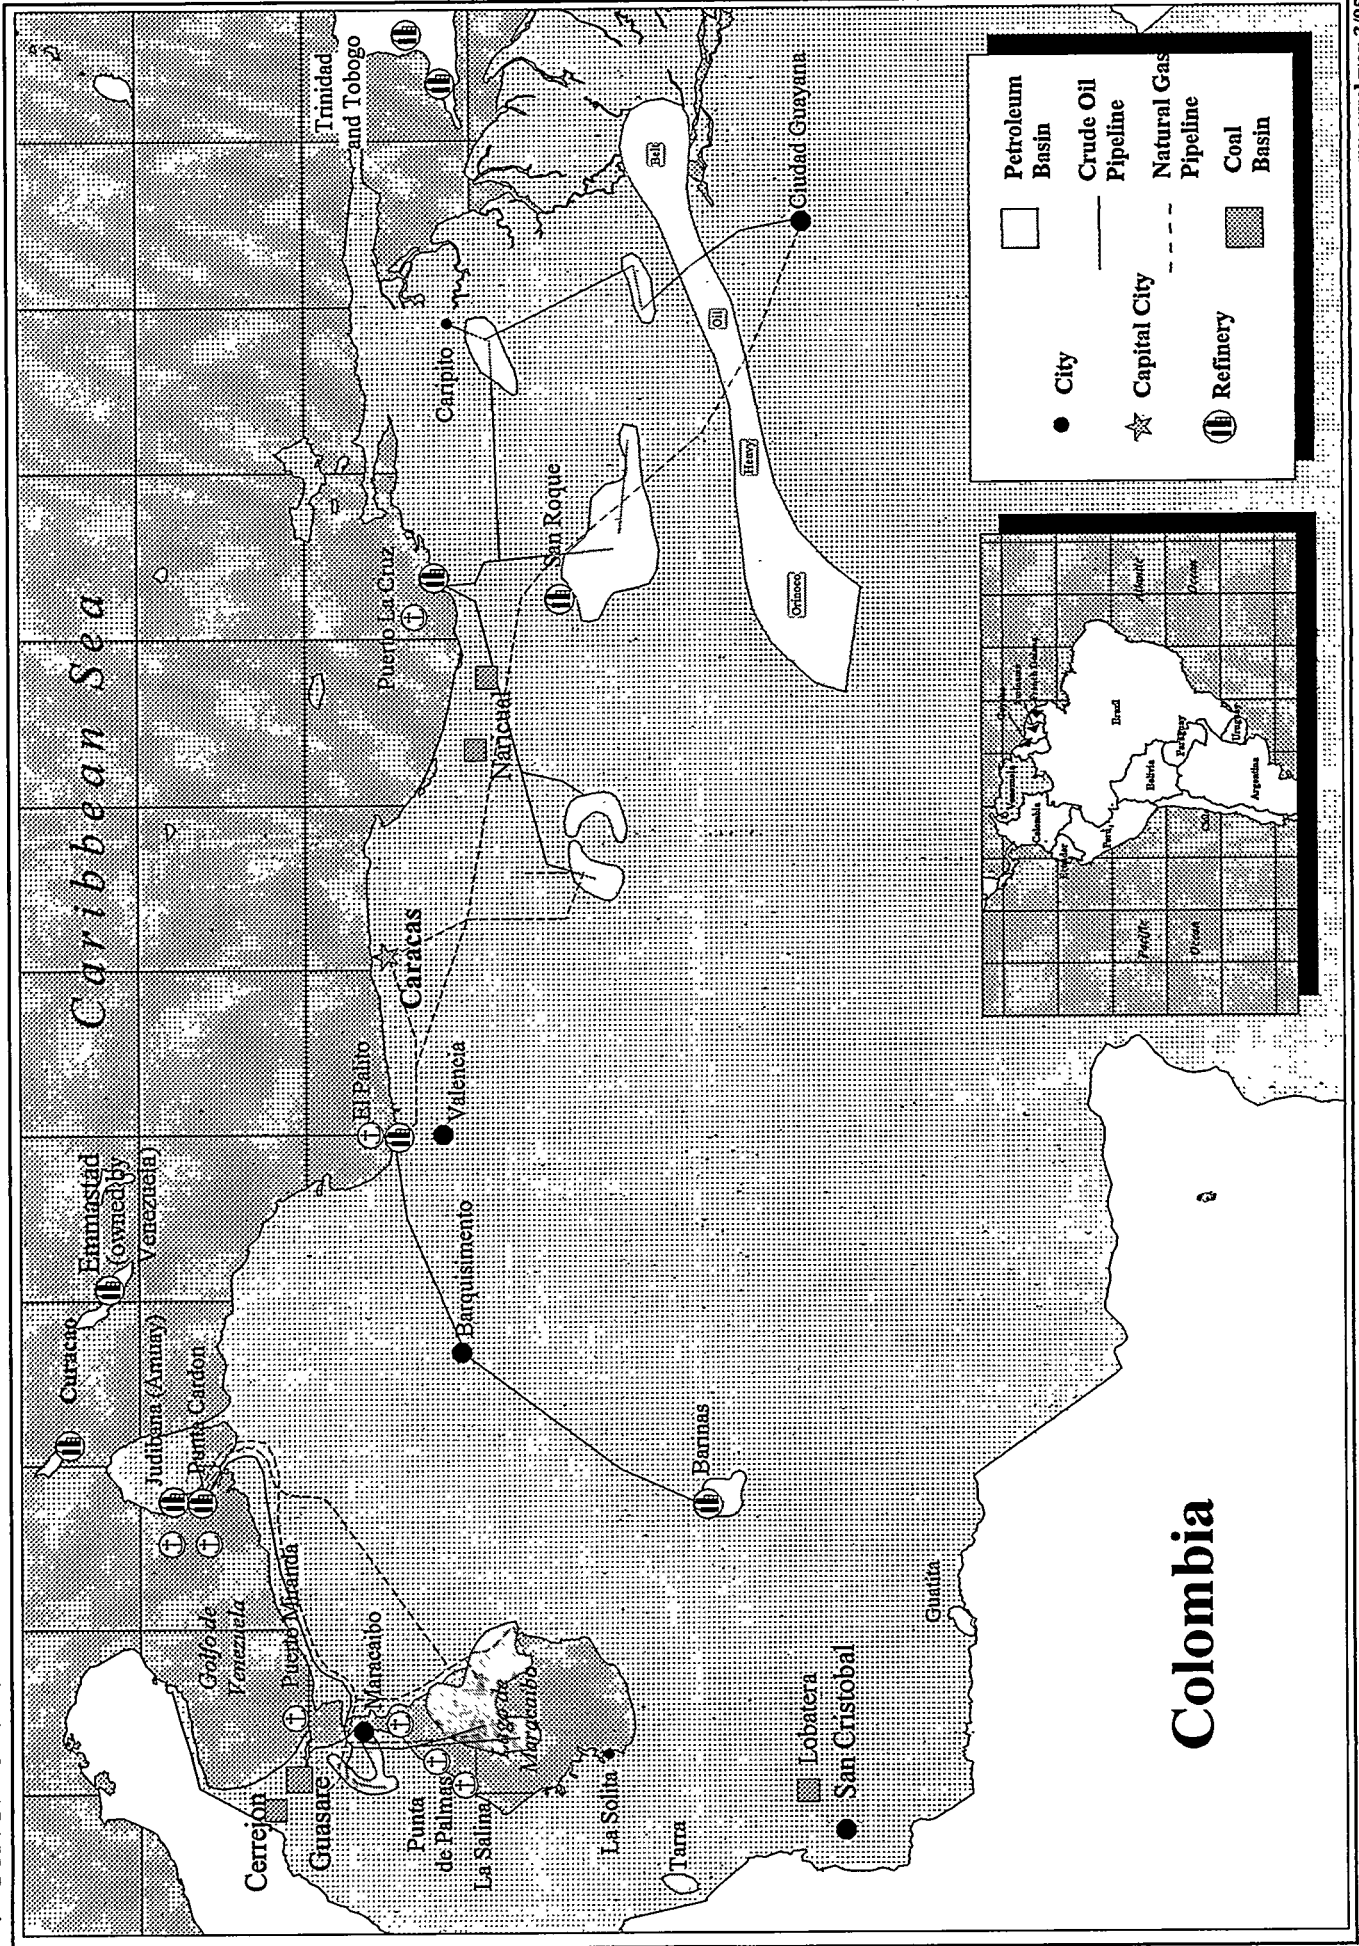 Caribbean Sea
Curacao
Emmastad
(owned by
Venezuela)
Judibana (Amuay)
Punta Cardon
Golfo de
Venezuela
Puerto Miranda
Maracaibo
Cerrejon
Guasare
Punta
de Palmas
La Salina
Lago de
Maracaibo
La Solita
Tarra
Lobatera
San Cristobal
Guafita
Barinas
Barquisimento
El Palito
Valencia
Caracas
Naricual
Puerto La Cruz
San Roque
Caripito
Trinidad
and Tobogo
Ciudad Guayana
Orinoco
Heavy
Oil
Belt
Colombia
Pacific
Ocean
Atlantic
Ocean
Venezuela
Colombia
Peru
Brazil
Bolivia
Paraguay
Uruguay
Argentina
City
Capital City
Refinery
Petroleum
Basin
Crude Oil
Pipeline
Natural Gas
Pipeline
Coal
Basin